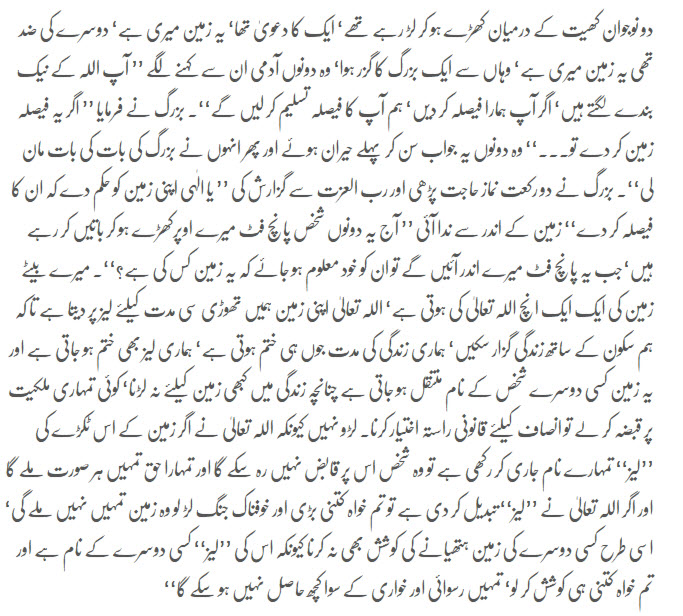 دو نوجوان کھیت کے درمیان کھڑے ہو کر لڑ رہے تھے‘ ایک کا دعویٰ تھا‘ یہ زمین میری ہے‘ دوسرے کی ضد
تھی یہ زمین میری ہے‘ وہاں سے ایک بزرگ کا گزر ہوا‘ وہ دونوں آدمی ان سے کہنے لگے ’’آپ اللہ کے نیک
بندے لگتے ہیں‘ اگر آپ ہمارا فیصلہ کر دیں‘ ہم آپ کا فیصلہ تسلیم کر لیں گے‘‘۔ بزرگ نے فرمایا ’’اگر یہ فیصلہ
زمین کر دے تو۔۔۔‘‘ وہ دونوں یہ جواب سن کر پہلے حیران ہوئے اور پھر انہوں نے بزرگ کی بات کی بات مان
لی‘‘۔ بزرگ نے دو رکعت نماز حاجت پڑھی اور رب العزت سے گزارش کی ’’یا الٰہی اپنی زمین کو حکم دے کہ ان کا
فیصلہ کر دے‘‘ زمین کے اندر سے ندا آئی ’’آج یہ دونوں شخص پانچ فٹ میرے اوپر کھڑے ہو کر باتیں کر رہے
ہیں‘ جب یہ پانچ فٹ میرے اندر آئیں گے تو ان کو خود معلوم ہو جائے کہ یہ زمین کس کی ہے؟‘‘۔ میرے بیٹے
زمین کی ایک ایک انچ اللہ تعالیٰ کی ہوتی ہے‘ اللہ تعالیٰ اپنی زمین ہمیں تھوڑی سی مدت کیلئے لیز پر دیتا ہے تاکہ
ہم سکون کے ساتھ زندگی گزار سکیں‘ ہماری زندگی کی مدت جوں ہی ختم ہوتی ہے‘ ہماری لیز بھی ختم ہو جاتی ہے اور
یہ زمین کسی دوسرے شخص کے نام منتقل ہو جاتی ہے چنانچہ زندگی میں کبھی زمین کیلئے نہ لڑنا‘ کوئی تمہاری ملکیت
پر قبضہ کر لے تو انصاف کیلئے قانونی راستہ اختیار کرنا۔ لڑو نہیں کیونکہ اللہ تعالیٰ نے اگر زمین کے اس ٹکڑے کی
’’لیز‘‘ تمہارے نام جاری کر رکھی ہے تو وہ شخص اس پر قابض نہیں رہ سکے گا اور تمہارا حق تمہیں ہر صورت ملے گا
اور اگر اللہ تعالیٰ نے ’’لیز‘‘ تبدیل کر دی ہے تو تم خواہ کتنی بڑی اور خوفناک جنگ لڑ لو وہ زمین تمہیں نہیں ملے گی‘
اسی طرح کسی دوسرے کی زمین ہتھیانے کی کوشش بھی نہ کرنا کیونکہ اس کی ’’لیز‘‘ کسی دوسرے کے نام ہے اور
تم خواہ کتنی ہی کوشش کر لو‘ تمہیں رسوائی اور خواری کے سوا کچھ حاصل نہیں ہو سکے گا‘‘